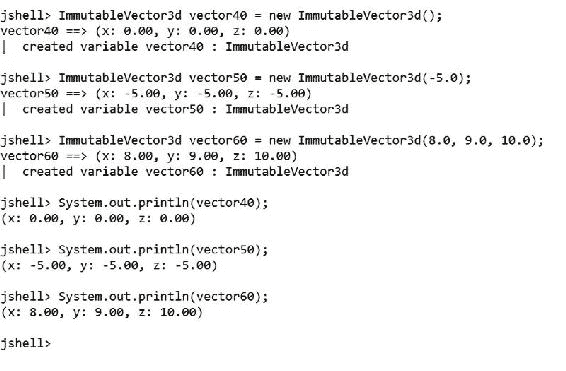 jshell> ImmutableVector3d vector40 = new ImmutableVector3d();
vector40 ==> (x: 0.00, y: 0.00, z: 0.00)
|  created variable vector40 : ImmutableVector3d
jshell> ImmutableVector3d vector50 = new ImmutableVector3d(-5.0);
vector50 ==> (x: -5.00, y: -5.00, z: -5.00)
|  created variable vector50 : ImmutableVector3d
jshell> ImmutableVector3d vector60 = new ImmutableVector3d(8.0, 9.0, 10.0);
vector60 ==> (x: 8.00, y: 9.00, z: 10.00)
|  created variable vector60 : ImmutableVector3d
jshell> System.out.println(vector40);
(x: 0.00, y: 0.00, z: 0.00)
jshell> System.out.println(vector50);
(x: -5.00, y: -5.00, z: -5.00)
jshell> System.out.println(vector60);
(x: 8.00, y: 9.00, z: 10.00)
jshell>